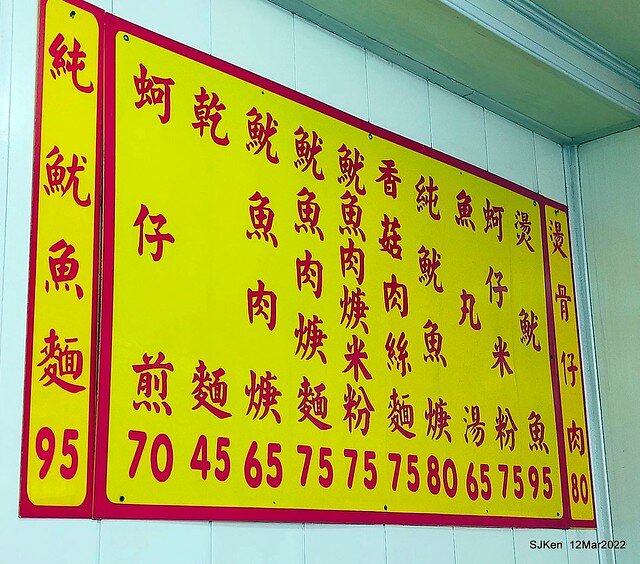 純魷魚麵 95
蚵仔煎 70
乾麵 45
魷魚肉焿 65
魷魚肉焿麵 75
魷魚肉焿米粉 75
香菇肉絲麵 75
純魷魚焿 80
魚丸湯 65
蚵仔米粉 75
燙魷魚 95
燙骨仔肉 80
SJKen 12Mar2022